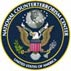 NATIONAL COUNTERTERRORISM CENTER
UNITED STATES OF AMERICA